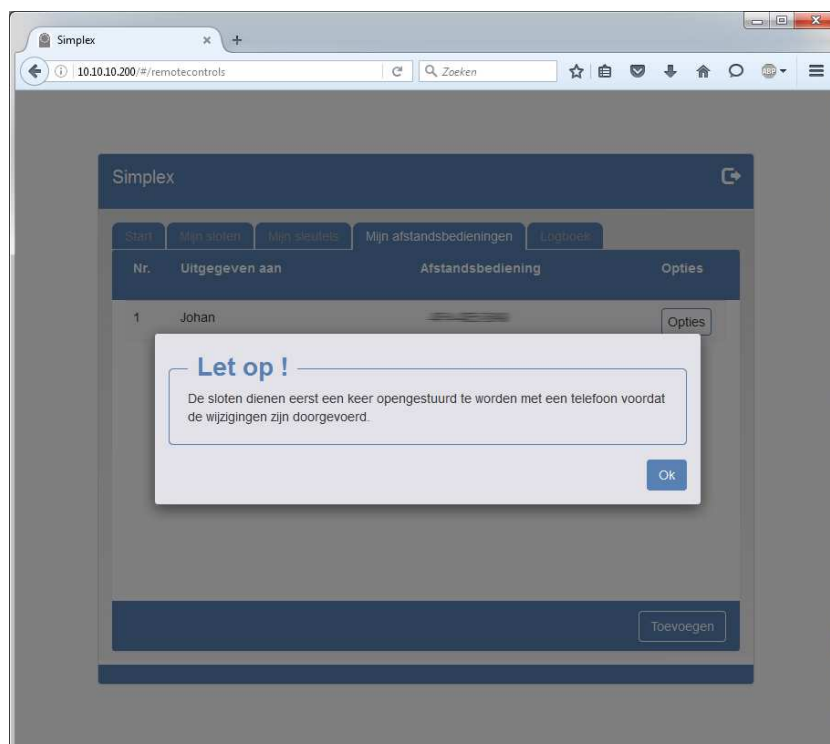 Simplex
10.10.10.200/#/remotecontrols
Zoeken
ABP
Simplex
Start Mijn sloten Mijn sleutels Mijn afstandsbedieningen Logboek
Nr. Uitgegeven aan Afstandsbediening Opties
1 Johan Opties
Let op !
De sloten dienen eerst een keer opengestuurd te worden met een telefoon voordat
de wijzigingen zijn doorgevoerd.
Ok
Toevoegen